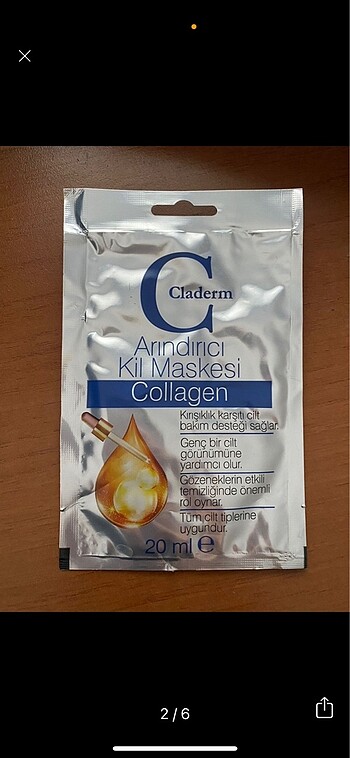 Claderm
Arındırıcı
Kil Maskesi
Collagen
Kırışıklık karşıtı cilt
bakım desteği sağlar.
Genç bir cilt
görünümüne
yardımcı olur.
Gözeneklerin etkili
temizliğinde önemli
rol oynar.
Tüm cilt tiplerine
uygundur.
20 ml e
2/6